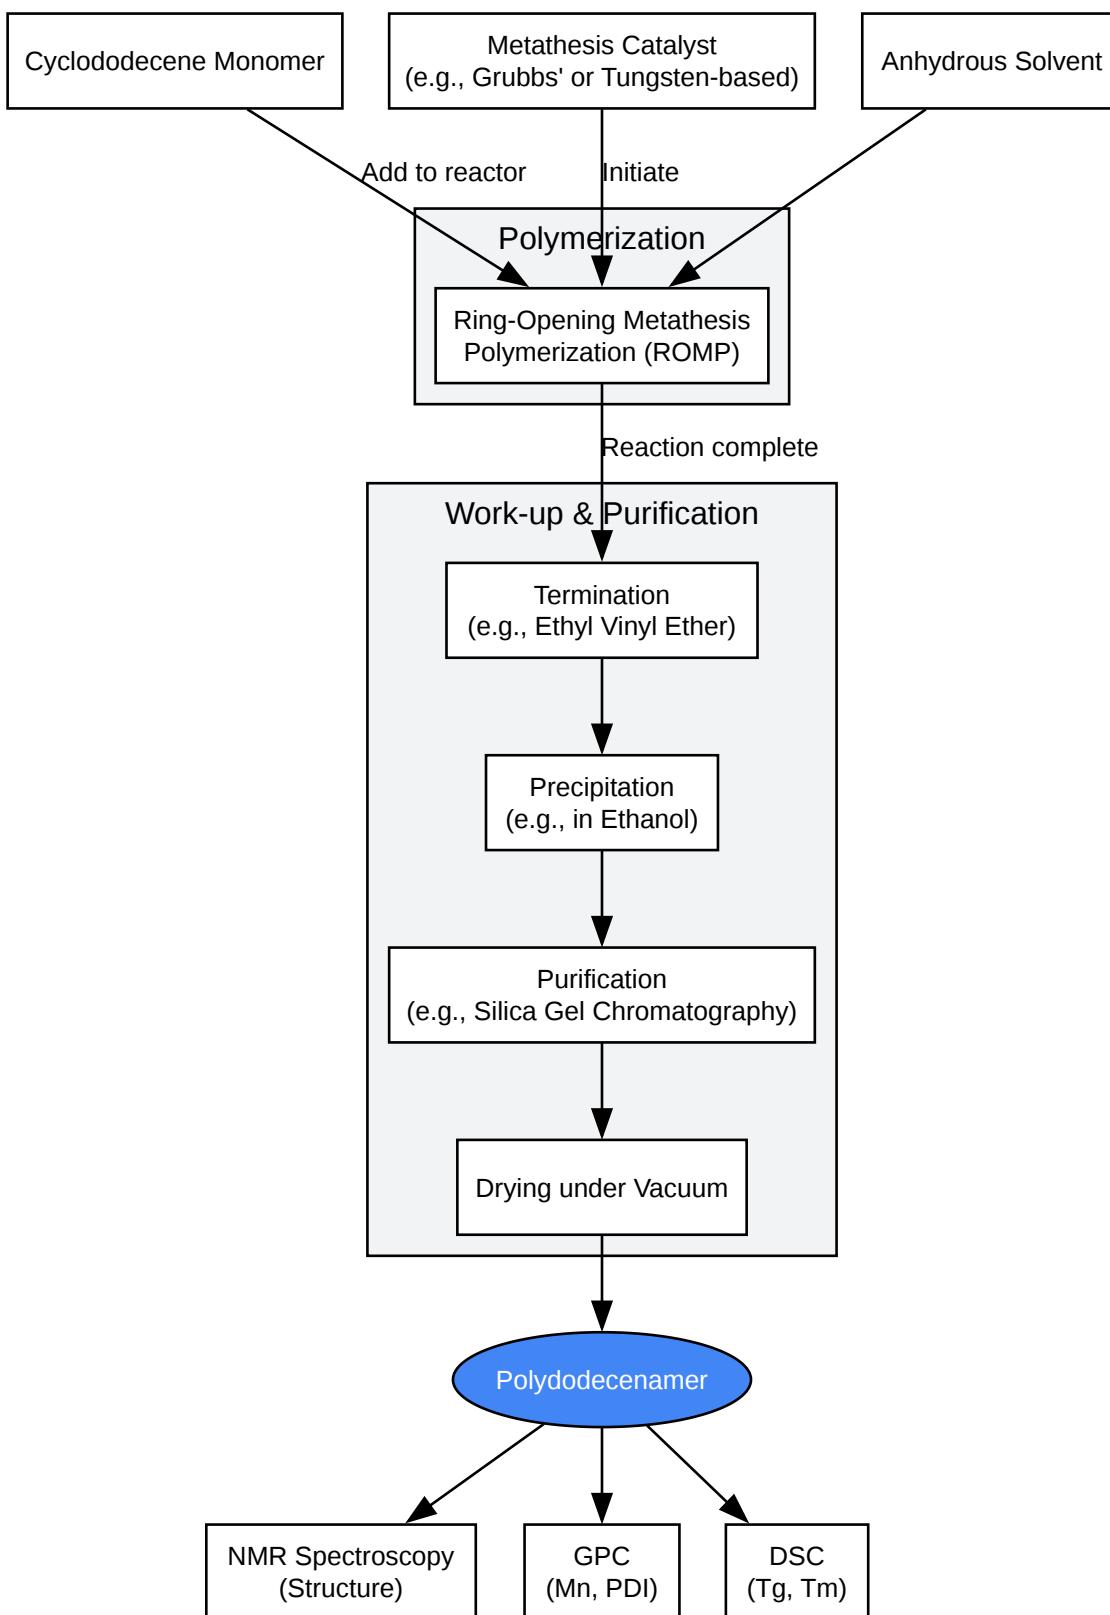 Cyclododecene Monomer
Metathesis Catalyst
(e.g., Grubbs' or Tungsten-based)
Anhydrous Solvent
Add to reactor
Initiate
Polymerization
Ring-Opening Metathesis
Polymerization (ROMP)
Reaction complete
Work-up & Purification
Termination
(e.g., Ethyl Vinyl Ether)
Precipitation
(e.g., in Ethanol)
Purification
(e.g., Silica Gel Chromatography)
Drying under Vacuum
Polydodecenamer
NMR Spectroscopy
(Structure)
GPC
(Mn, PDI)
DSC
(Tg, Tm)